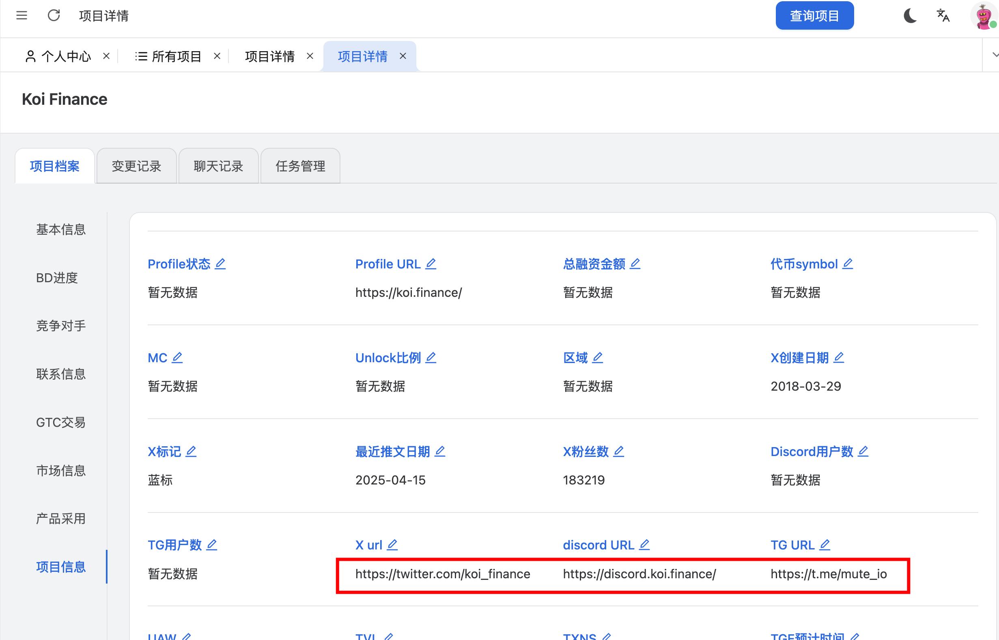 项目详情
查询项目
个人中心
所有项目
项目详情
项目详情
Koi Finance
项目档案
变更记录
聊天记录
任务管理
基本信息
BD进度
竞争对手
联系信息
GTC交易
市场信息
产品采用
项目信息
Profile状态
Profile URL
总融资金额
代币symbol
暂无数据
https://koi.finance/
暂无数据
暂无数据
MC
Unlock比例
区域
X创建日期
暂无数据
暂无数据
暂无数据
2018-03-29
X标记
最近推文日期
X粉丝数
Discord用户数
蓝标
2025-04-15
183219
暂无数据
TG用户数
X url
discord URL
TG URL
暂无数据
https://twitter.com/koi_finance
https://discord.koi.finance/
https://t.me/mute_io
UAW
TVL
TXNS
TGE预计时间